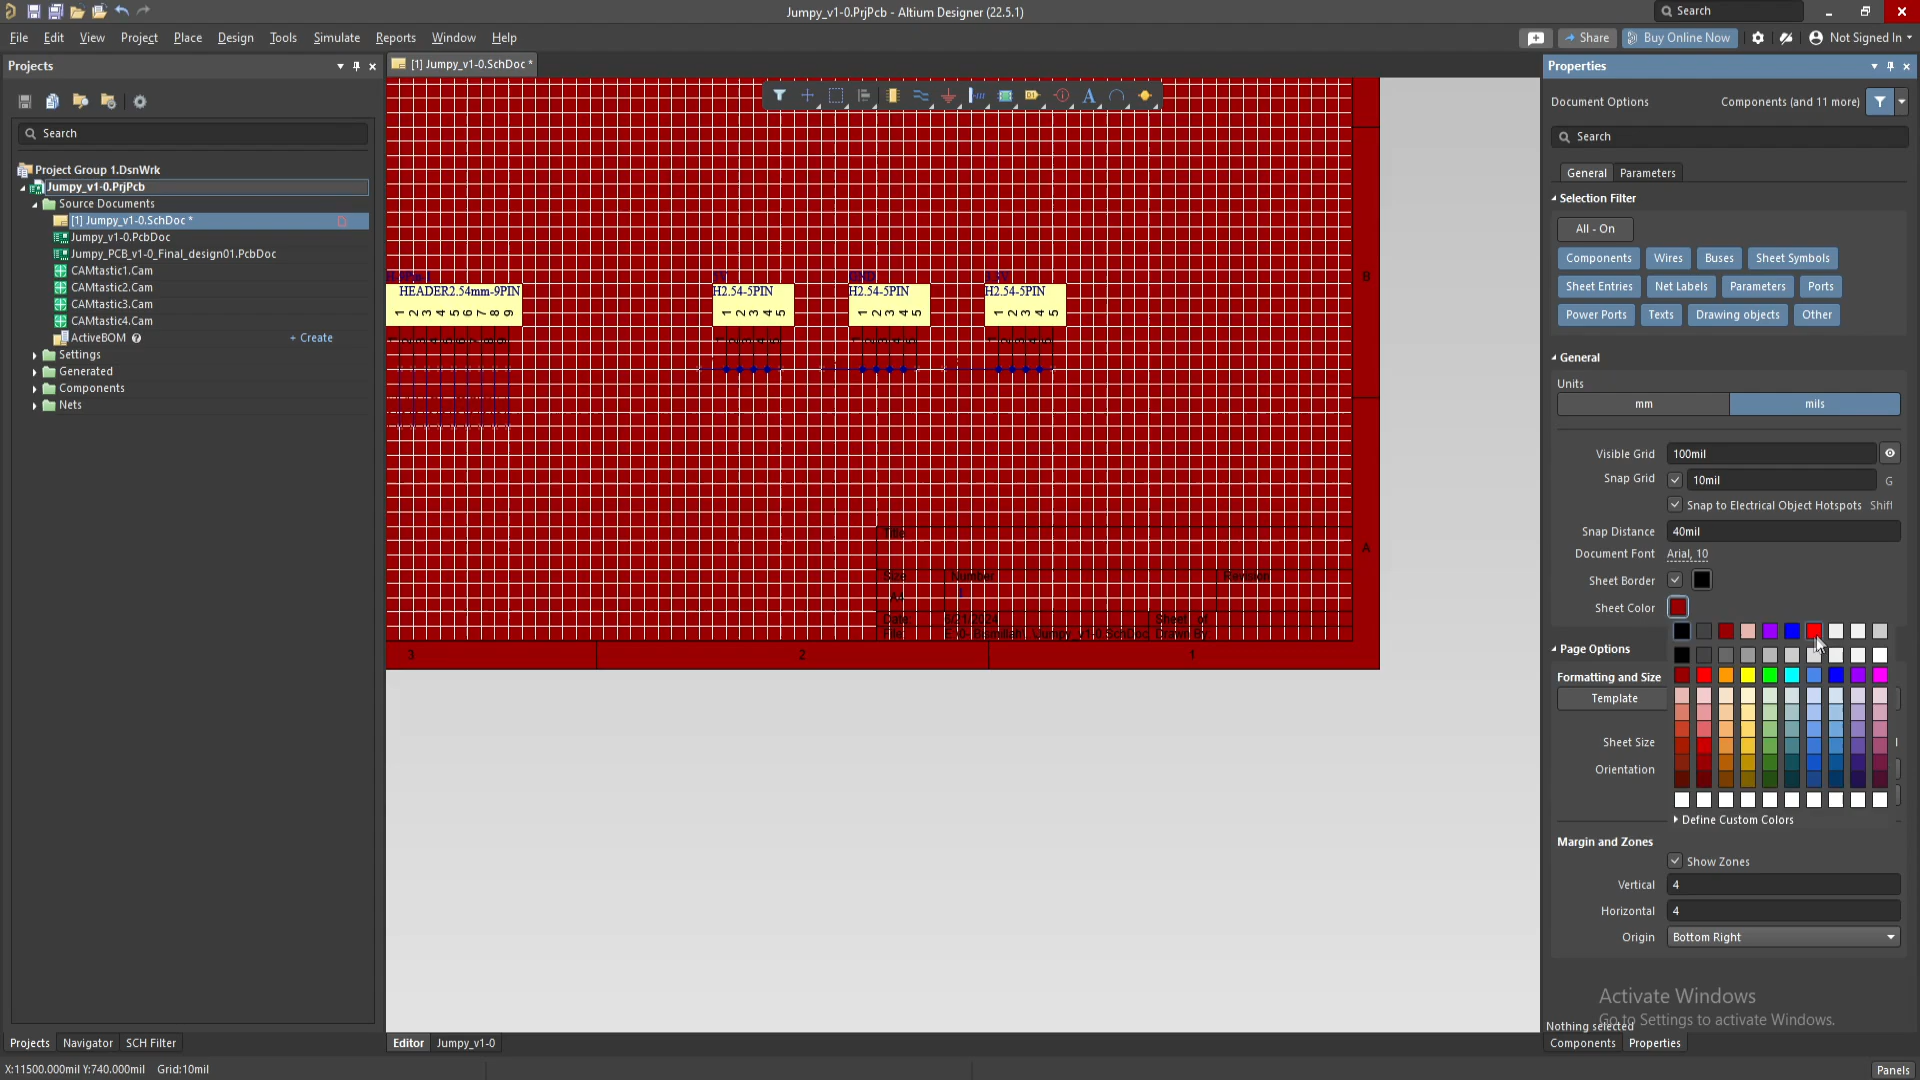 Jumpy_v1-0.PrjPcb - Altium Designer (22.5.1)
Search
File Edit View Project Place Design Tools Simulate Reports Window Help
Share Buy Online Now Not Signed In
Projects
[1] Jumpy_v1-0.SchDoc *
Properties
Document Options Components (and 11 more)
Search
Search
General Parameters
Project Group 1.DsnWrk
Jumpy_v1-0.PrjPcb
Source Documents
[1] Jumpy_v1-0.SchDoc *
Jumpy_v1-0.PcbDoc
Jumpy_PCB_v1-0_Final_design01.PcbDoc
CAMtastic1.Cam
CAMtastic2.Cam
CAMtastic3.Cam
CAMtastic4.Cam
ActiveBOM + Create
Settings
Generated
Components
Nets
5V GND 3.3V
HEADER2.54mm-9PIN H2.54-5PIN H2.54-5PIN H2.54-5PIN
1 2 3 4 5 6 7 8 9 1 2 3 4 5 1 2 3 4 5 1 2 3 4 5
B
A
Title
Size Number Revision
A4
Date: 6/21/2024 Sheet of
File: Jumpy_v1-0.SchDoc Drawn By:
3 2 1
Selection Filter
All - On
Components Wires Buses Sheet Symbols
Sheet Entries Net Labels Parameters Ports
Power Ports Texts Drawing objects Other
General
Units
mm mils
Visible Grid 100mil
Snap Grid 10mil G
Snap to Electrical Object Hotspots Shift
Snap Distance 40mil
Document Font Arial, 10
Sheet Border
Sheet Color
Page Options
Formatting and Size
Template
Sheet Size
Orientation
Define Custom Colors
Margin and Zones
Show Zones
Vertical 4
Horizontal 4
Origin Bottom Right
Activate Windows
Go to Settings to activate Windows.
Nothing selected
Projects Navigator SCH Filter
Editor Jumpy_v1-0
Components Properties
X:11500.000mil Y:740.000mil Grid:10mil
Panels